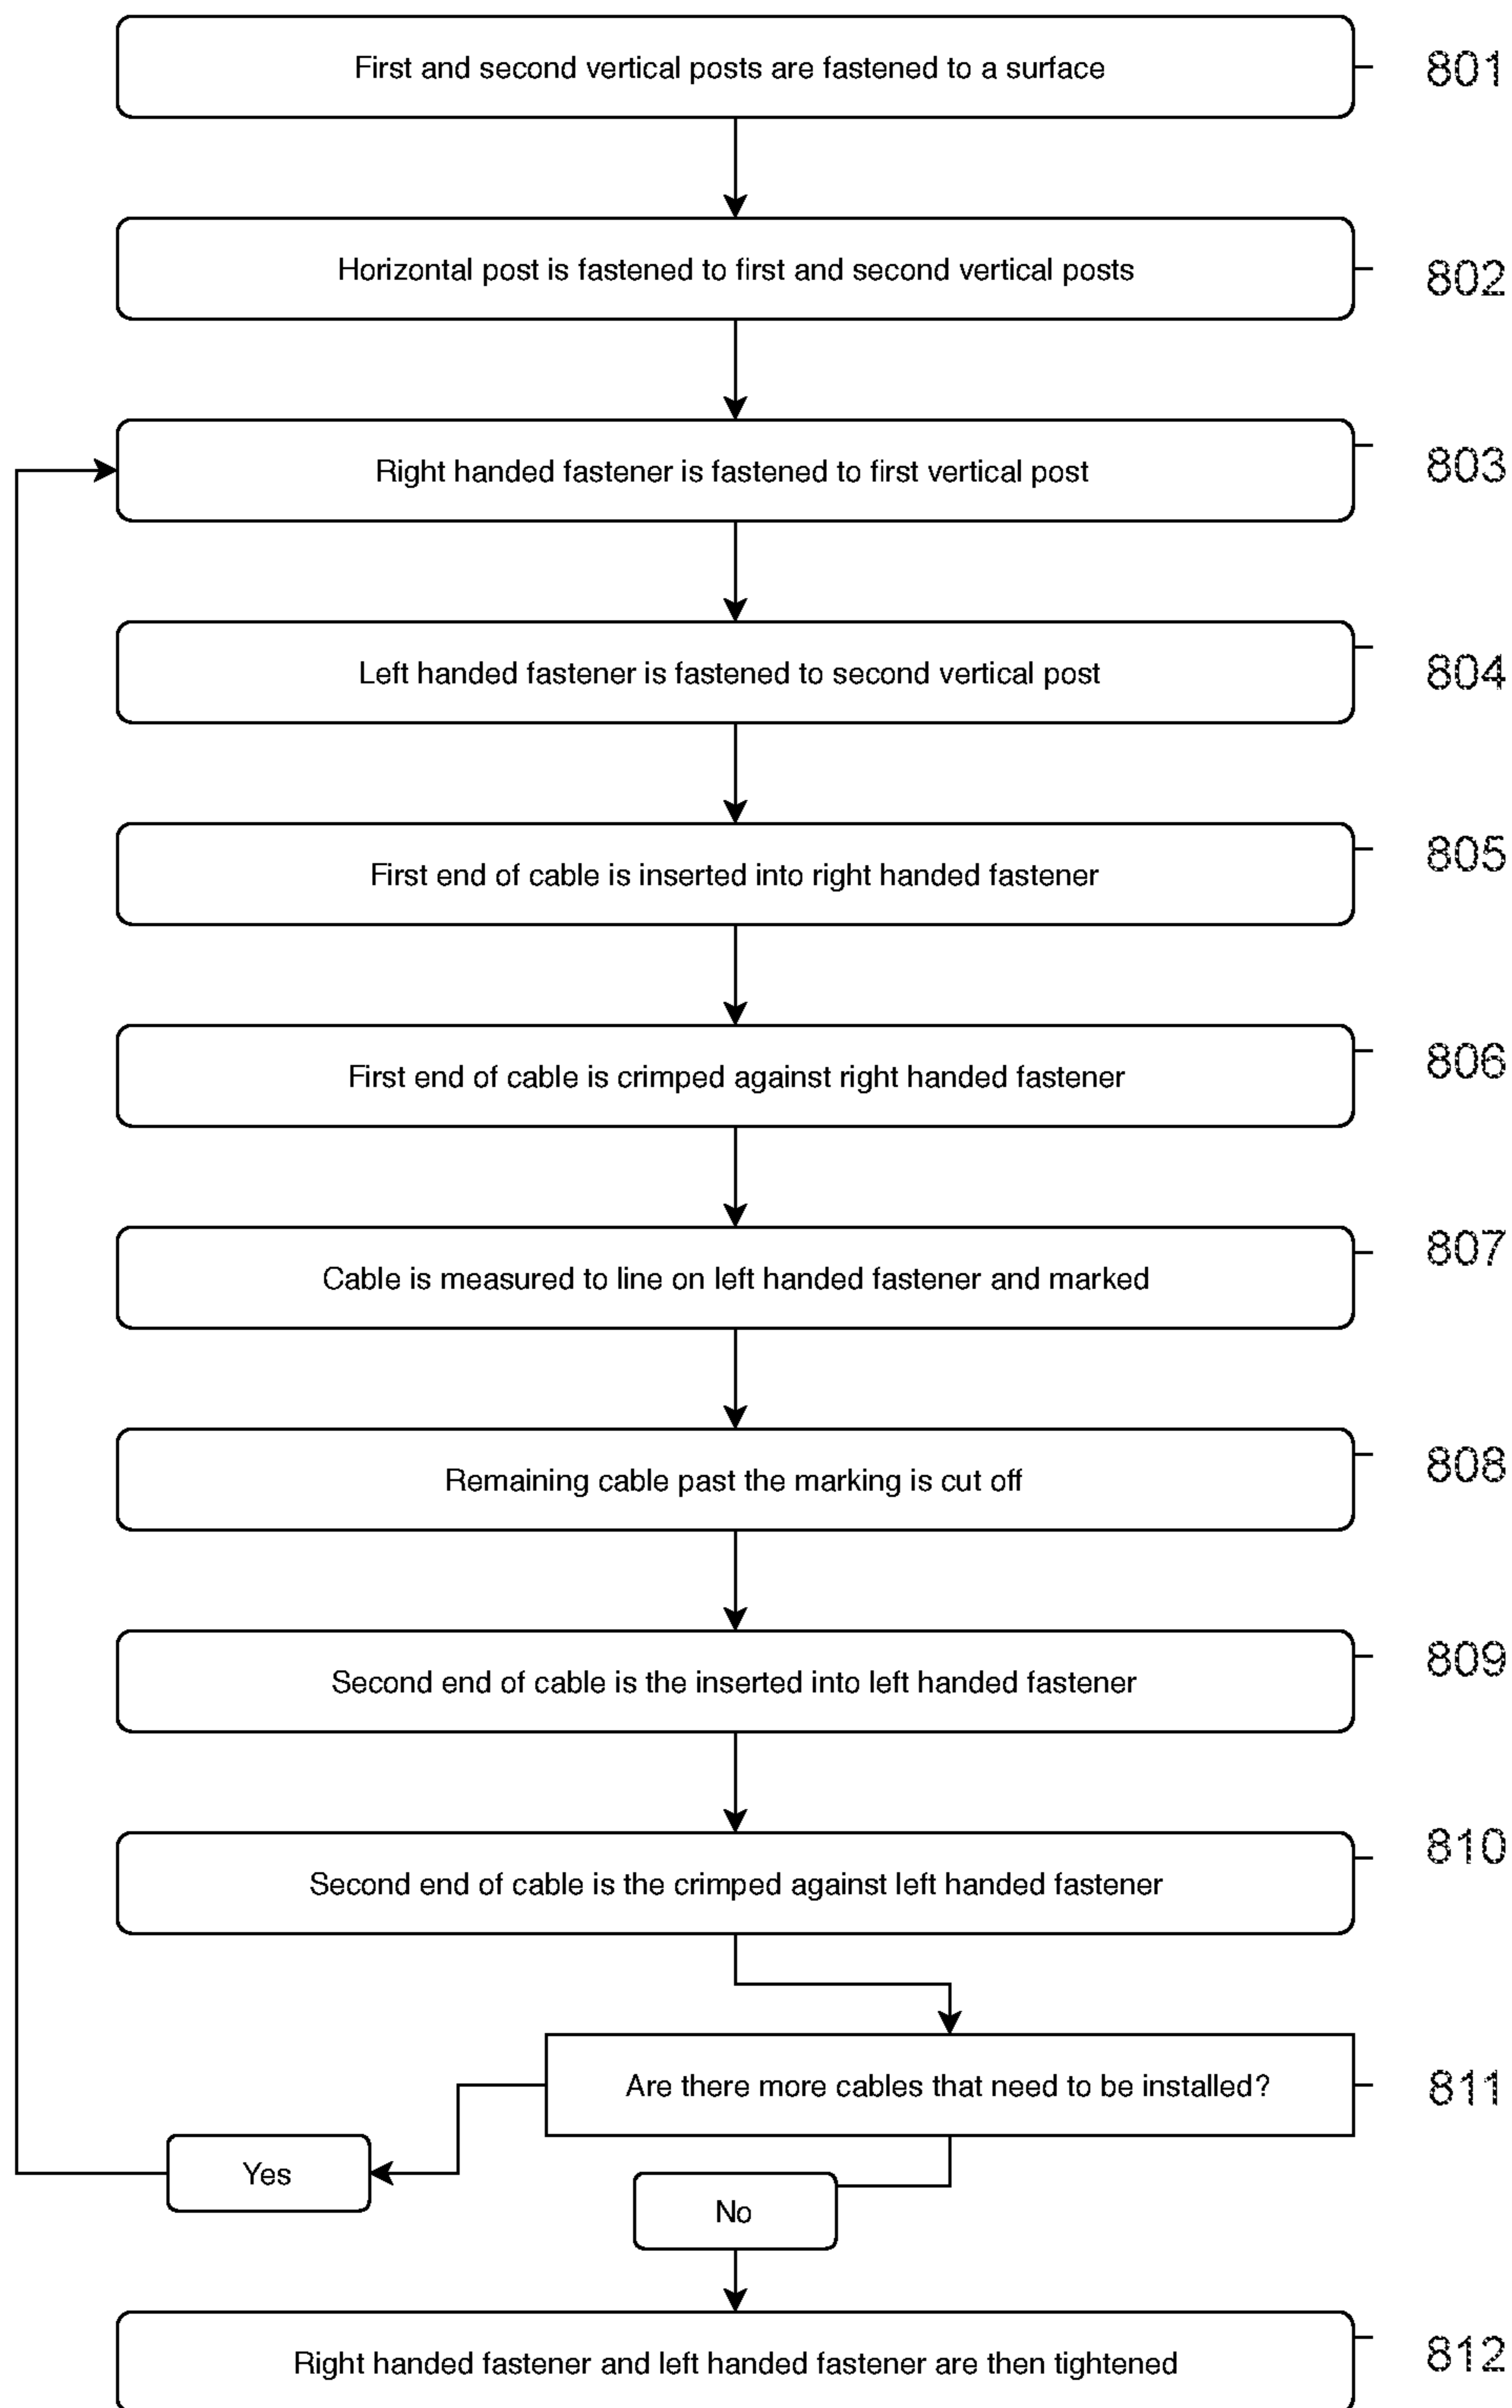 First and second vertical posts are fastened to a surface
801
Horizontal post is fastened to first and second vertical posts
802
Right handed fastener is fastened to first vertical post
803
Left handed fastener is fastened to second vertical post
804
First end of cable is inserted into right handed fastener
805
First end of cable is crimped against right handed fastener
806
Cable is measured to line on left handed fastener and marked
807
Remaining cable past the marking is cut off
808
Second end of cable is the inserted into left handed fastener
809
Second end of cable is the crimped against left handed fastener
810
Are there more cables that need to be installed?
811
Yes
No
Right handed fastener and left handed fastener are then tightened
812